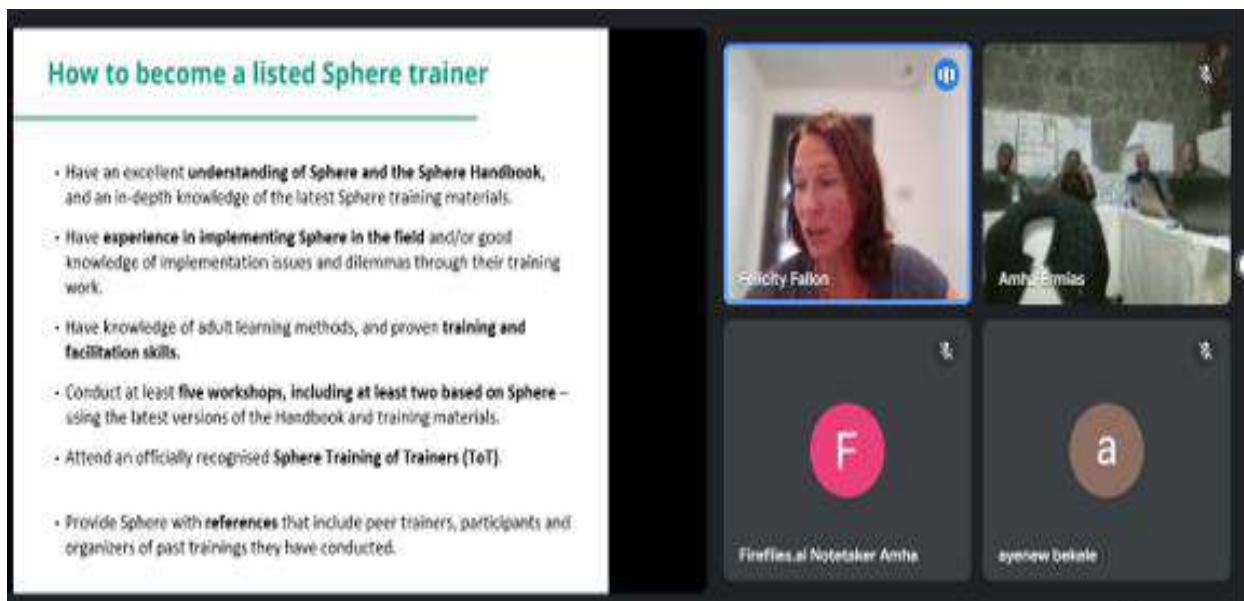 How to become a listed Sphere trainer
• Have an excellent understanding of Sphere and the Sphere Handbook,
and an in-depth knowledge of the latest Sphere training materials.
• Have experience in implementing Sphere in the field and/or good
knowledge of implementation issues and dilemmas through their training
work.
• Have knowledge of adult learning methods, and proven training and
facilitation skills.
• Conduct at least five workshops, including at least two based on Sphere –
using the latest versions of the Handbook and training materials.
• Attend an officially recognised Sphere Training of Trainers (ToT).
• Provide Sphere with references that include peer trainers, participants and
organizers of past trainings they have conducted.
Felicity Fallon
Amha Ermias
F
Fireflies.ai Notetaker Amha
a
ayenew bekele